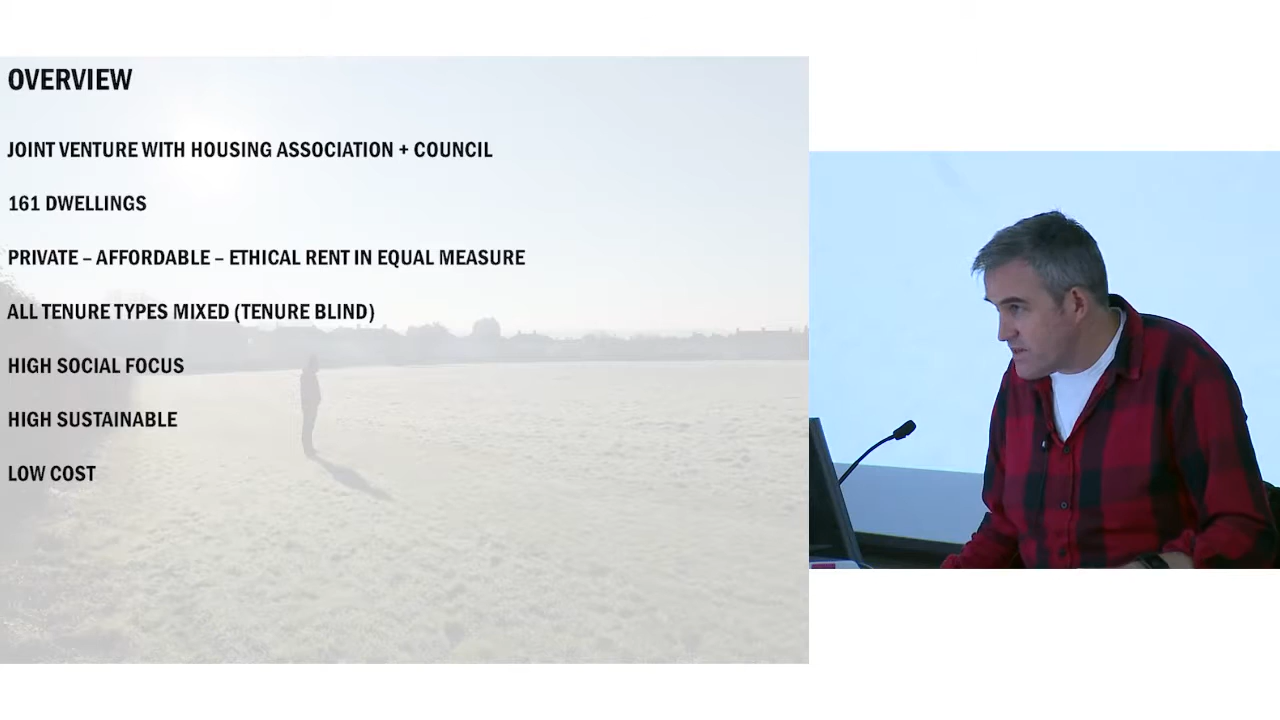 OVERVIEW
JOINT VENTURE WITH HOUSING ASSOCIATION + COUNCIL
161 DWELLINGS
PRIVATE – AFFORDABLE – ETHICAL RENT IN EQUAL MEASURE
ALL TENURE TYPES MIXED (TENURE BLIND)
HIGH SOCIAL FOCUS
HIGH SUSTAINABLE
LOW COST